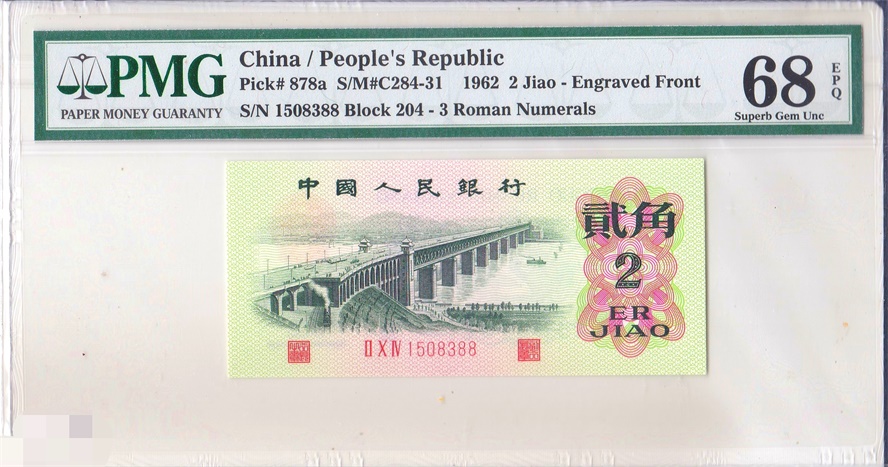 PMG
PAPER MONEY GUARANTY
China / People's Republic
Pick# 878a S/M#C284-31 1962 2 Jiao - Engraved Front
S/N 1508388 Block 204 - 3 Roman Numerals
68
EPQ
Superb Gem Unc
中國人民銀行
貳角
2
ER
JIAO
II X IV 1508388